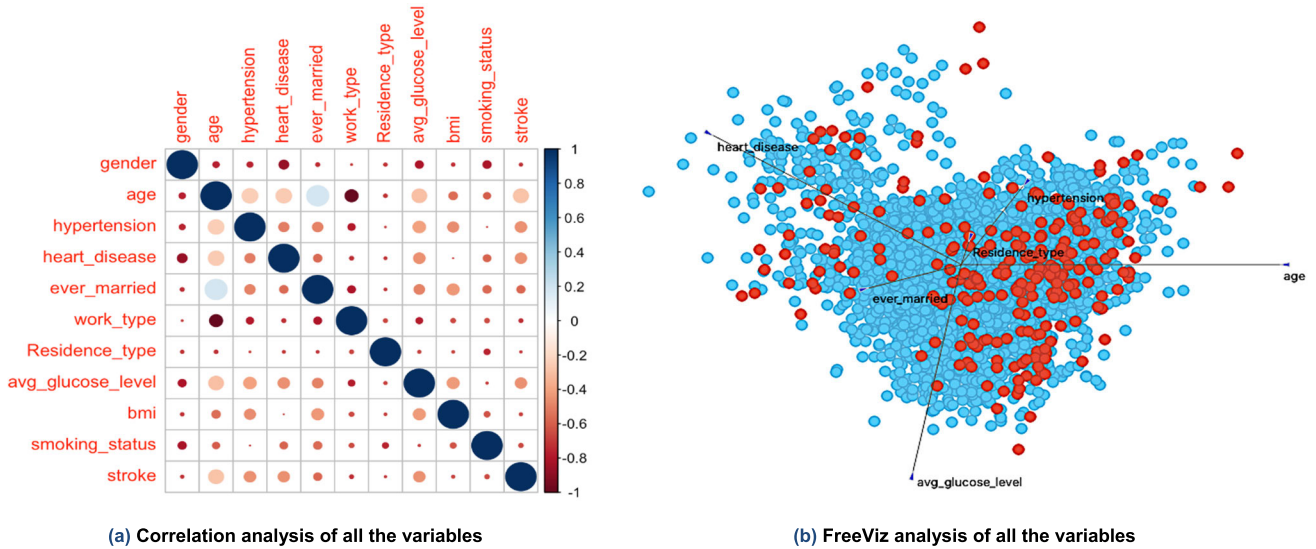 gender
age
hypertension
heart_disease
ever_married
work_type
Residence_type
avg_glucose_level
bmi
smoking_status
stroke
gender
age
hypertension
heart_disease
ever_married
work_type
Residence_type
avg_glucose_level
bmi
smoking_status
stroke
1
0.8
0.6
0.4
0.2
0
-0.2
-0.4
-0.6
-0.8
-1
(a) Correlation analysis of all the variables
heart_disease
hypertension
Residence_type
age
ever_married
avg_glucose_level
(b) FreeViz analysis of all the variables